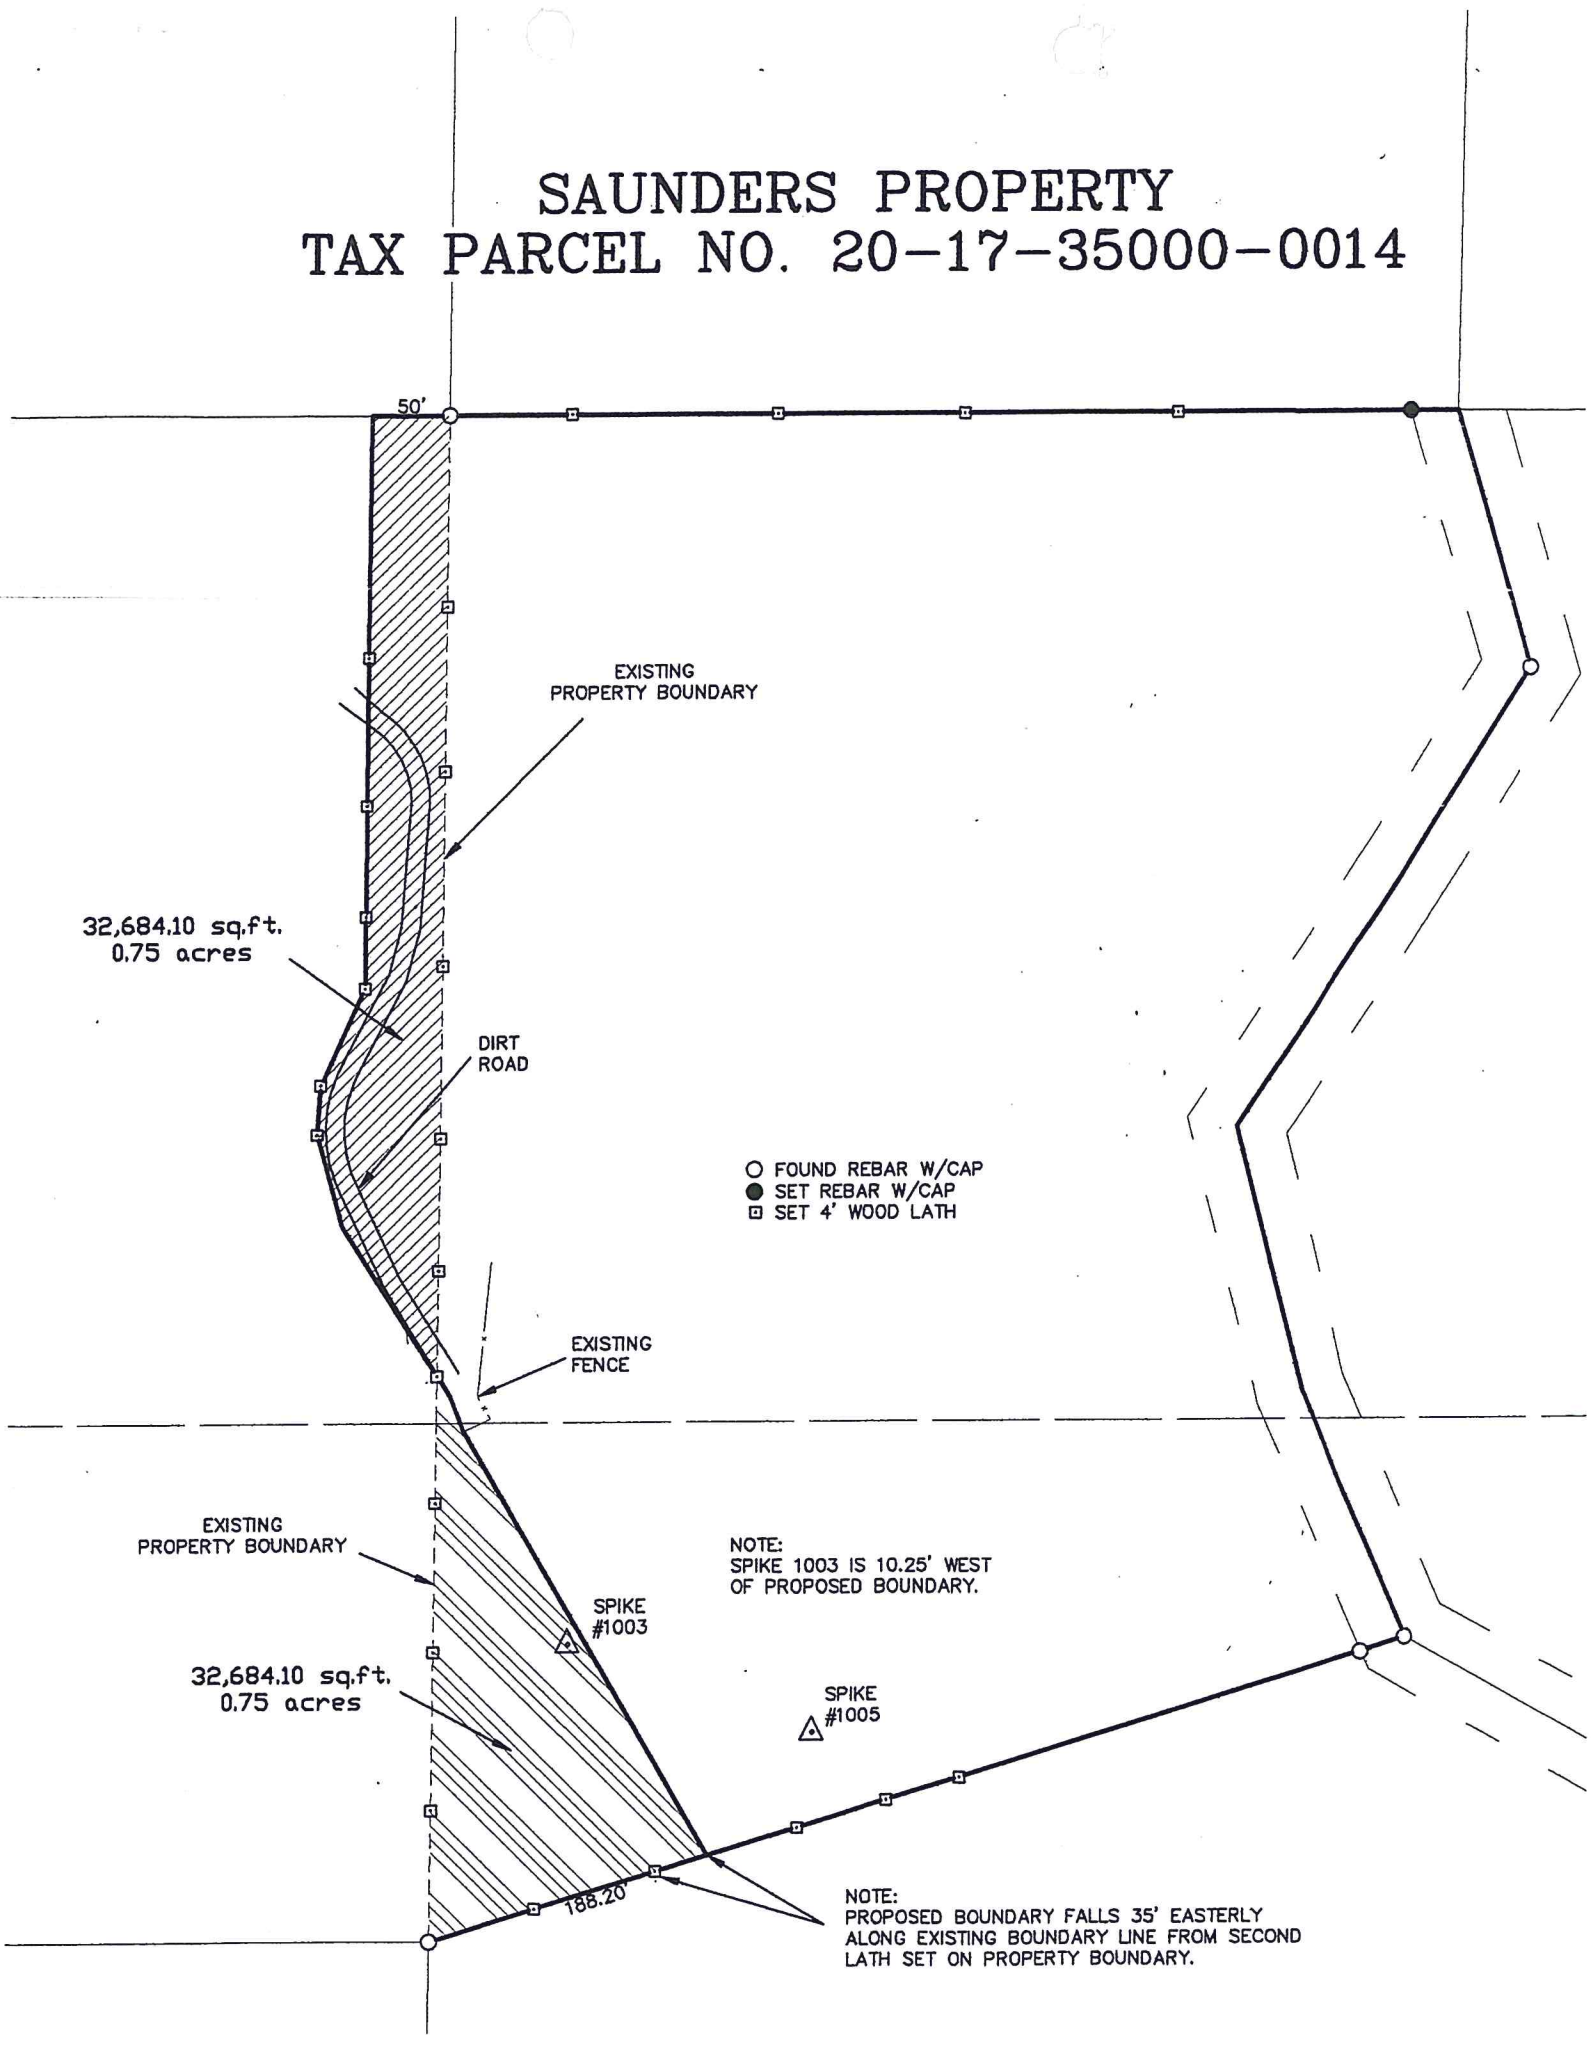 SAUNDERS PROPERTY
TAX PARCEL NO. 20-17-35000-0014
50'
EXISTING
PROPERTY BOUNDARY
32,684.10 sq.ft.
0.75 acres
DIRT
ROAD
FOUND REBAR W/CAP
SET REBAR W/CAP
SET 4' WOOD LATH
EXISTING
FENCE
EXISTING
PROPERTY BOUNDARY
NOTE:
SPIKE 1003 IS 10.25' WEST
OF PROPOSED BOUNDARY.
SPIKE
#1003
32,684.10 sq.ft.
0.75 acres
SPIKE
#1005
188.20'
NOTE:
PROPOSED BOUNDARY FALLS 35' EASTERLY
ALONG EXISTING BOUNDARY LINE FROM SECOND
LATH SET ON PROPERTY BOUNDARY.